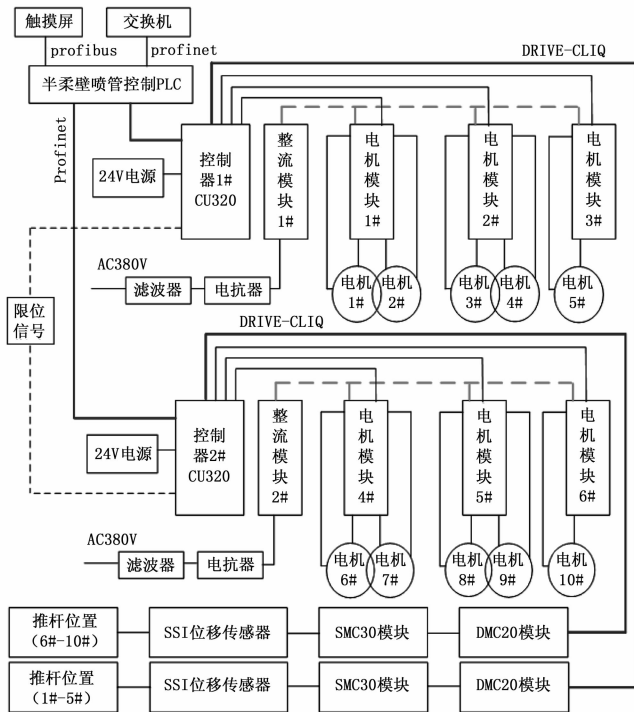 触摸屏
交换机
profibus
profinet
DRIVE-CLIQ
半柔壁喷管控制PLC
Profinet
控制
器1#
CU320
整流模块
1#
电机模块
1#
电机模块
2#
电机模块
3#
24V电源
AC380V
滤波器
电抗器
电机
1#
电机
2#
电机
3#
电机
4#
电机
5#
限位
信号
DRIVE-CLIQ
控制
器2#
CU320
整流模块
2#
电机模块
4#
电机模块
5#
电机模块
6#
24V电源
AC380V
滤波器
电抗器
电机
6#
电机
7#
电机
8#
电机
9#
电机
10#
推杆位置
(6#-10#)
SSI位移传感器
SMC30模块
DMC20模块
推杆位置
(1#-5#)
SSI位移传感器
SMC30模块
DMC20模块